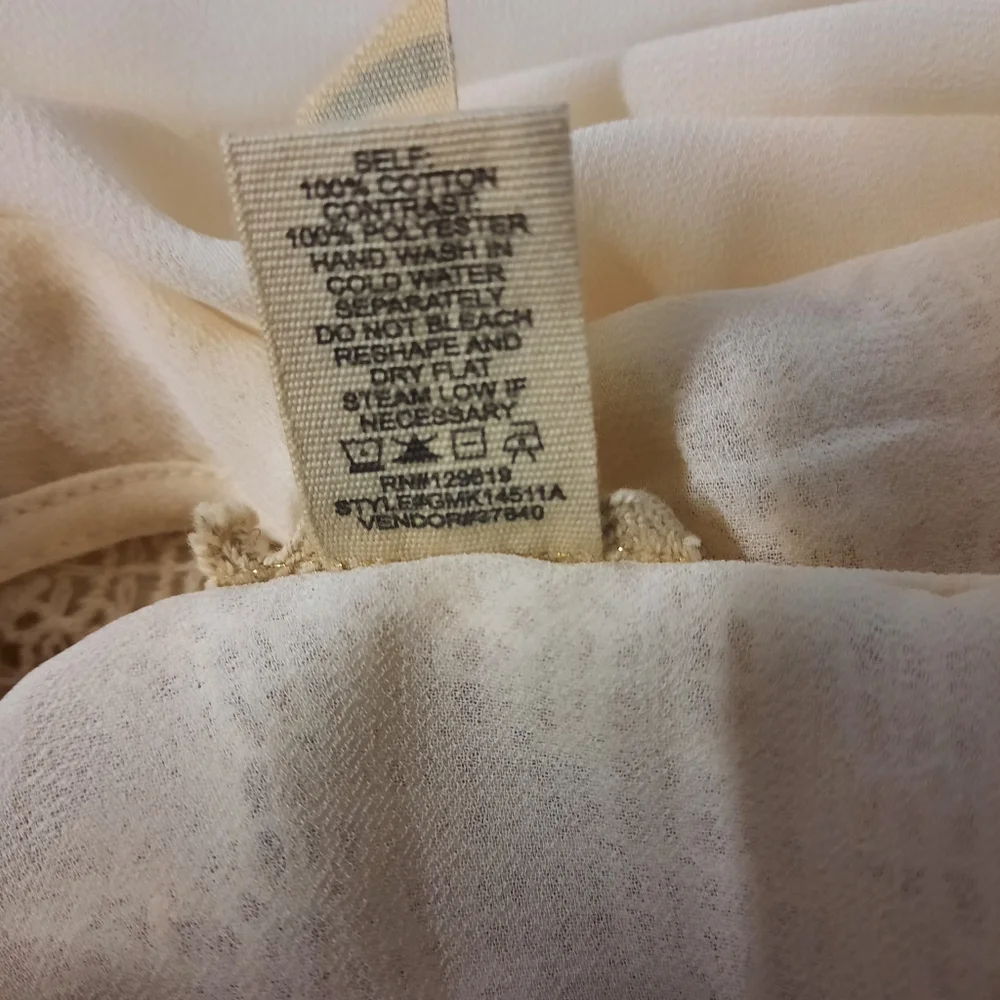 SELF:
100% COTTON
CONTRAST:
100% POLYESTER
HAND WASH IN
COLD WATER
SEPARATELY
DO NOT BLEACH
RESHAPE AND
DRY FLAT
STEAM LOW IF
NECESSARY
RN#129619
STYLE#GMK14511A
VENDOR#37640